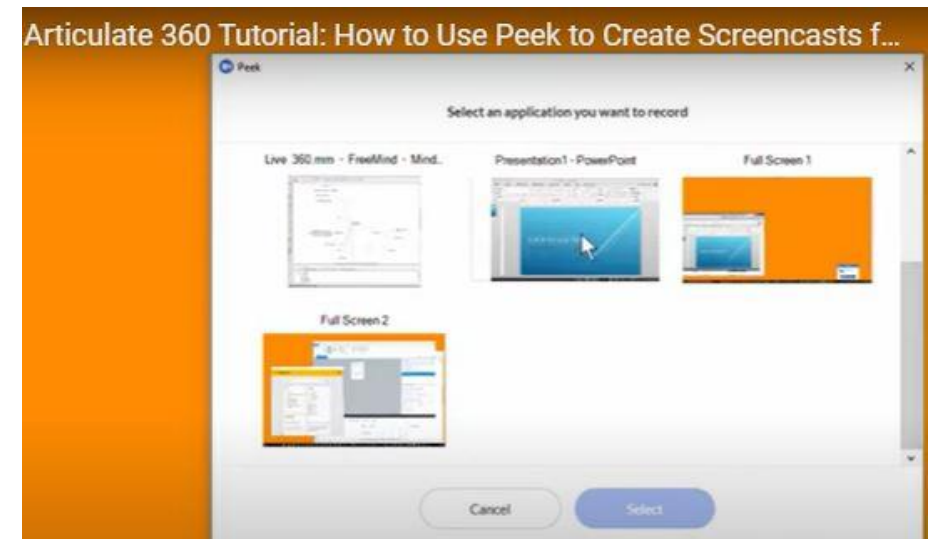 Articulate 360 Tutorial: How to Use Peek to Create Screencasts f...
Peek
Select an application you want to record
Live 360.mm - FreeMind - Mind..
Presentation1 - PowerPoint
Full Screen 1
Full Screen 2
Cancel
Select